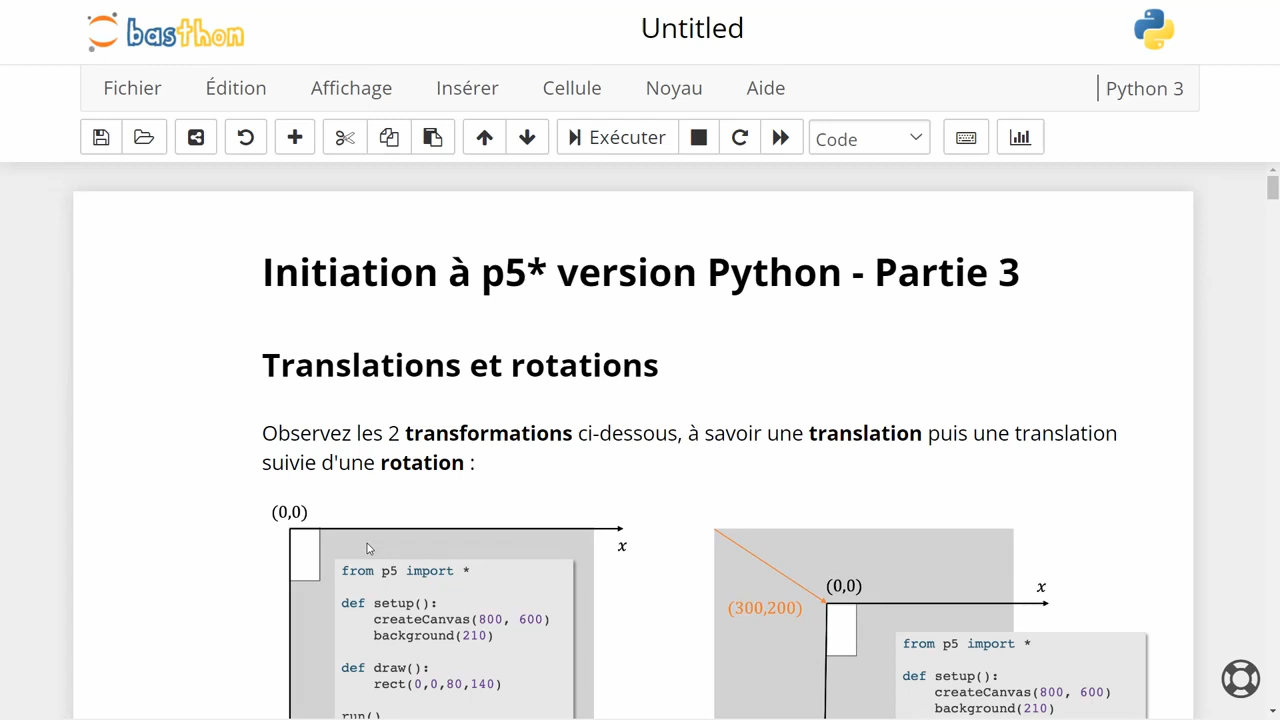 basthon
Untitled
Fichier Édition Affichage Insérer Cellule Noyau Aide Python 3
Exécuter Code
Initiation à p5* version Python - Partie 3
Translations et rotations
Observez les 2 transformations ci-dessous, à savoir une translation puis une translation
suivie d'une rotation :
(0,0)
x
from p5 import *
def setup():
createCanvas(800, 600)
background(210)
def draw():
rect(0,0,80,140)
run()
(0,0)
x
(300,200)
from p5 import *
def setup():
createCanvas(800, 600)
background(210)